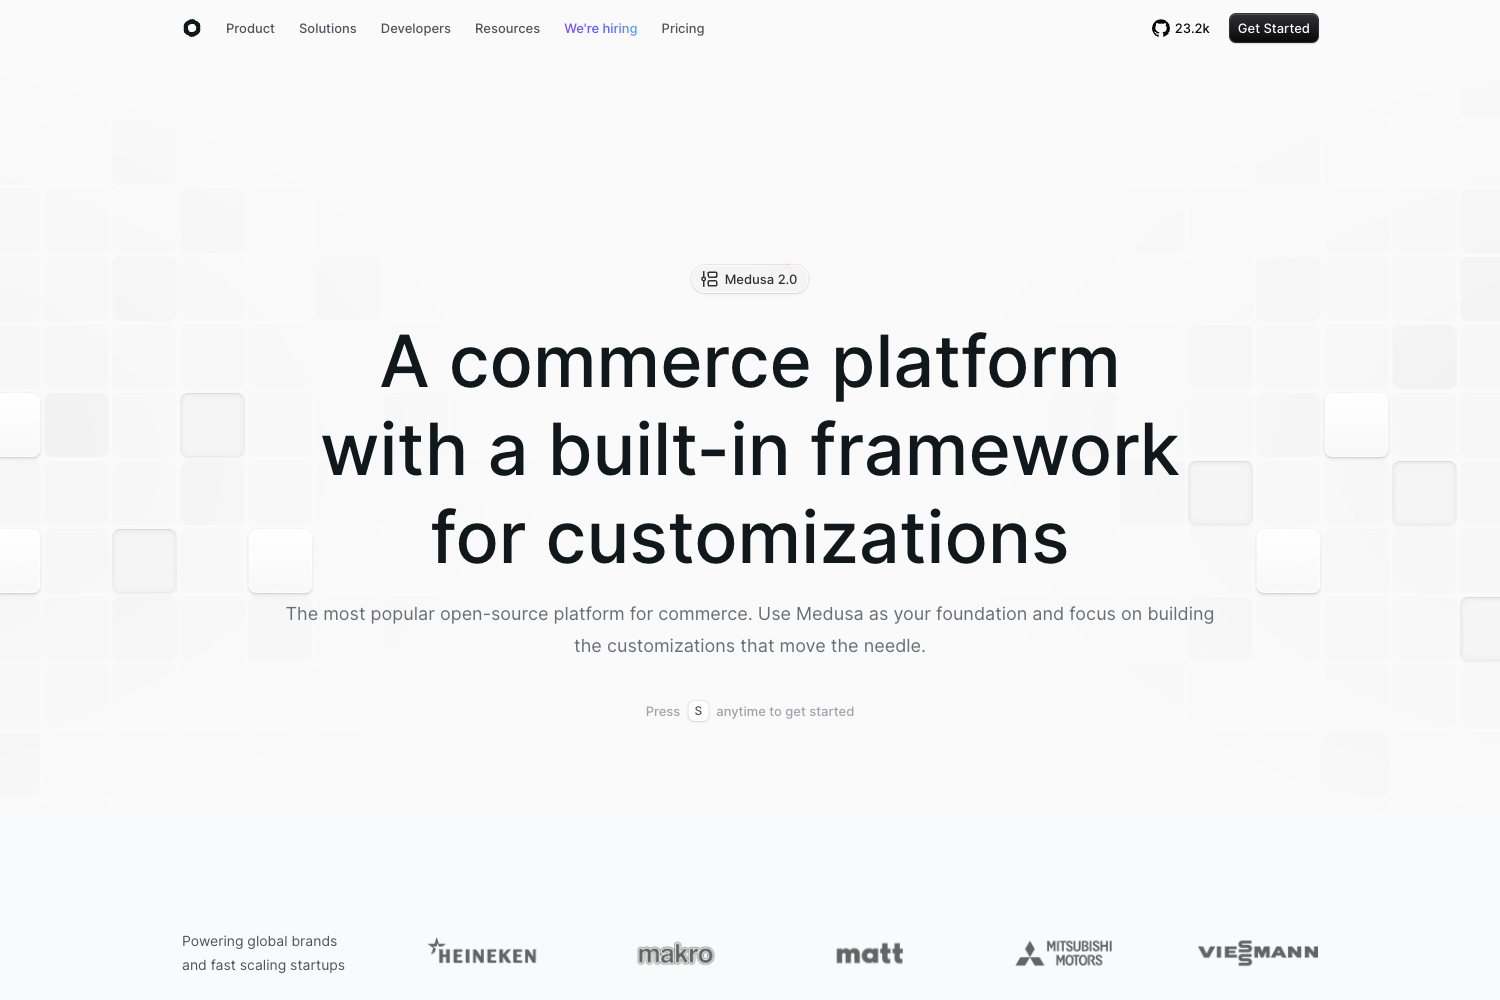 Product
Solutions
Developers
Resources
We're hiring
Pricing
23.2k
Get Started
Medusa 2.0
A commerce platform
with a built-in framework
for customizations
The most popular open-source platform for commerce. Use Medusa as your foundation and focus on building
the customizations that move the needle.
Press S anytime to get started
Powering global brands
and fast scaling startups
HEINEKEN
makro
matt
MITSUBISHI
MOTORS
VIESSMANN